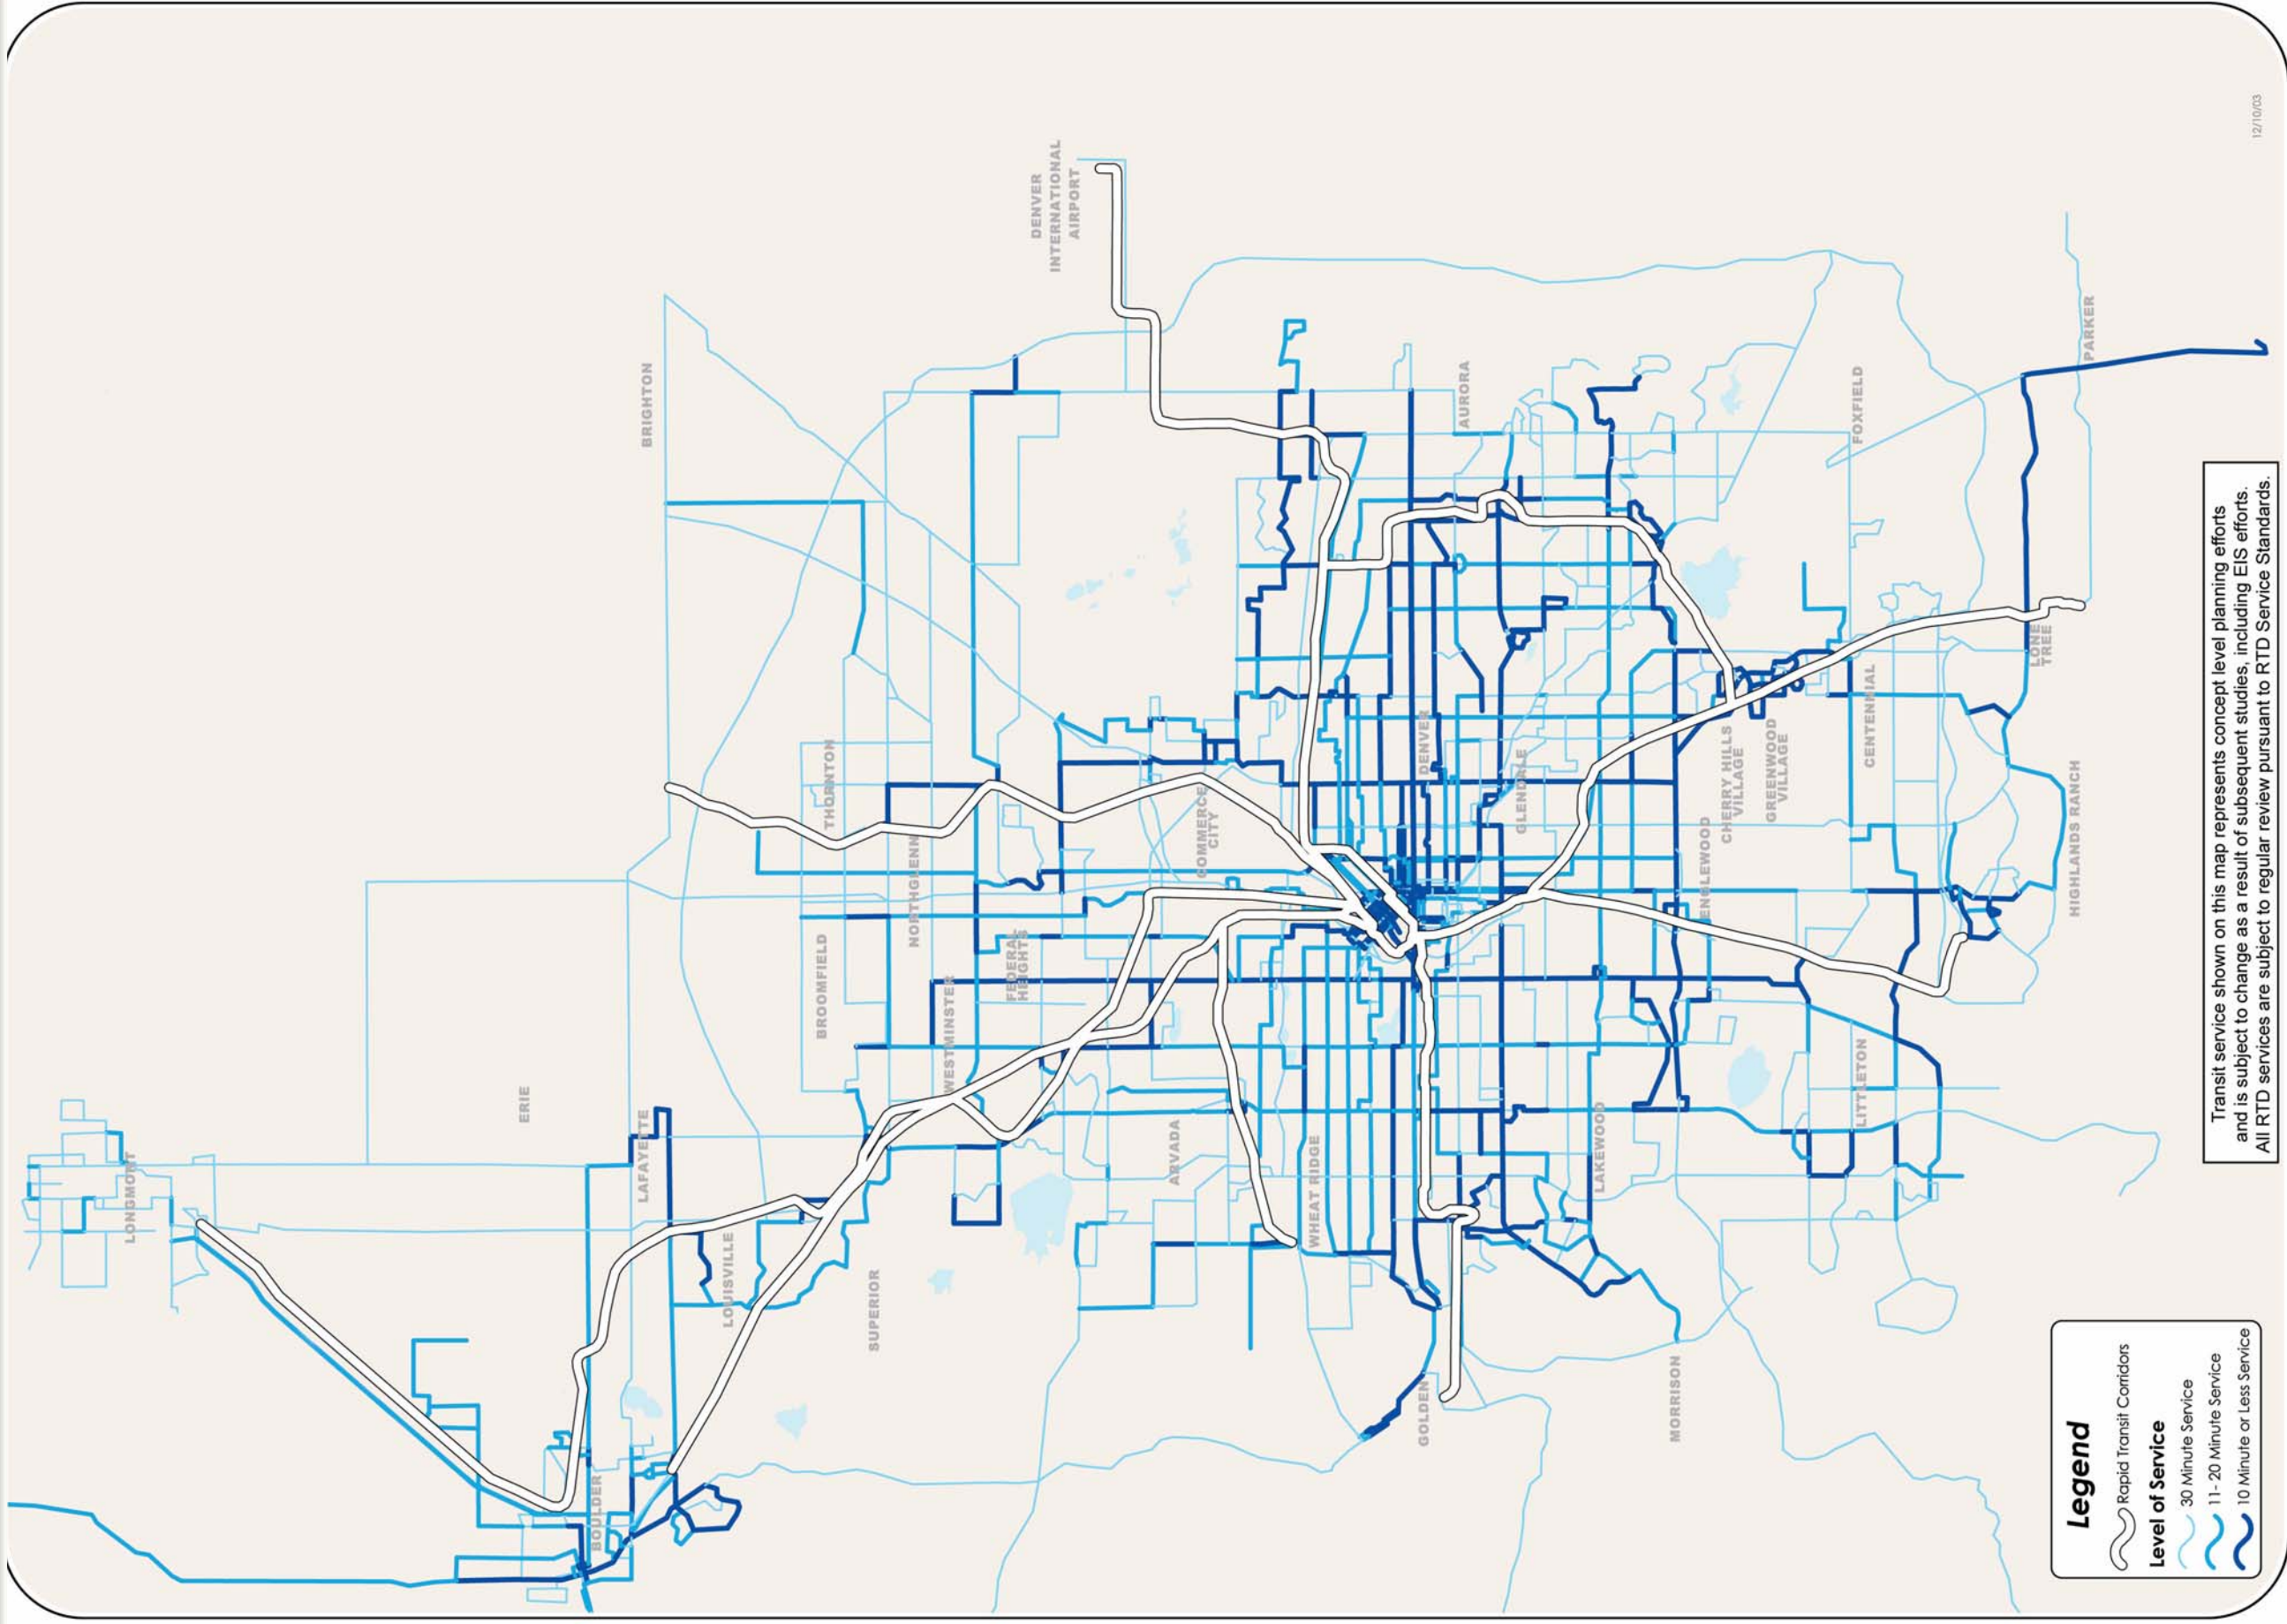 DENVER
INTERNATIONAL
AIRPORT
BRIGHTON
AURORA
FOXFIELD
PARKER
THORNTON
NORTHGLENN
COMMERCE
CITY
DENVER
GLENDALE
CHERRY HILLS
VILLAGE
GREENWOOD
VILLAGE
CENTENNIAL
LONE
TREE
HIGHLANDS RANCH
ENGLEWOOD
BROOMFIELD
FEDERAL
HEIGHTS
WESTMINSTER
ERIE
LAFAYETTE
LONGMONT
ARVADA
WHEAT RIDGE
LAKEWOOD
LITTLETON
LOUISVILLE
SUPERIOR
GOLDEN
MORRISON
BOULDER
12/10/03
Transit service shown on this map represents concept level planning efforts
and is subject to change as a result of subsequent studies, including EIS efforts.
All RTD services are subject to regular review pursuant to RTD Service Standards.
Legend
Rapid Transit Corridors
Level of Service
30 Minute Service
11- 20 Minute Service
10 Minute or Less Service